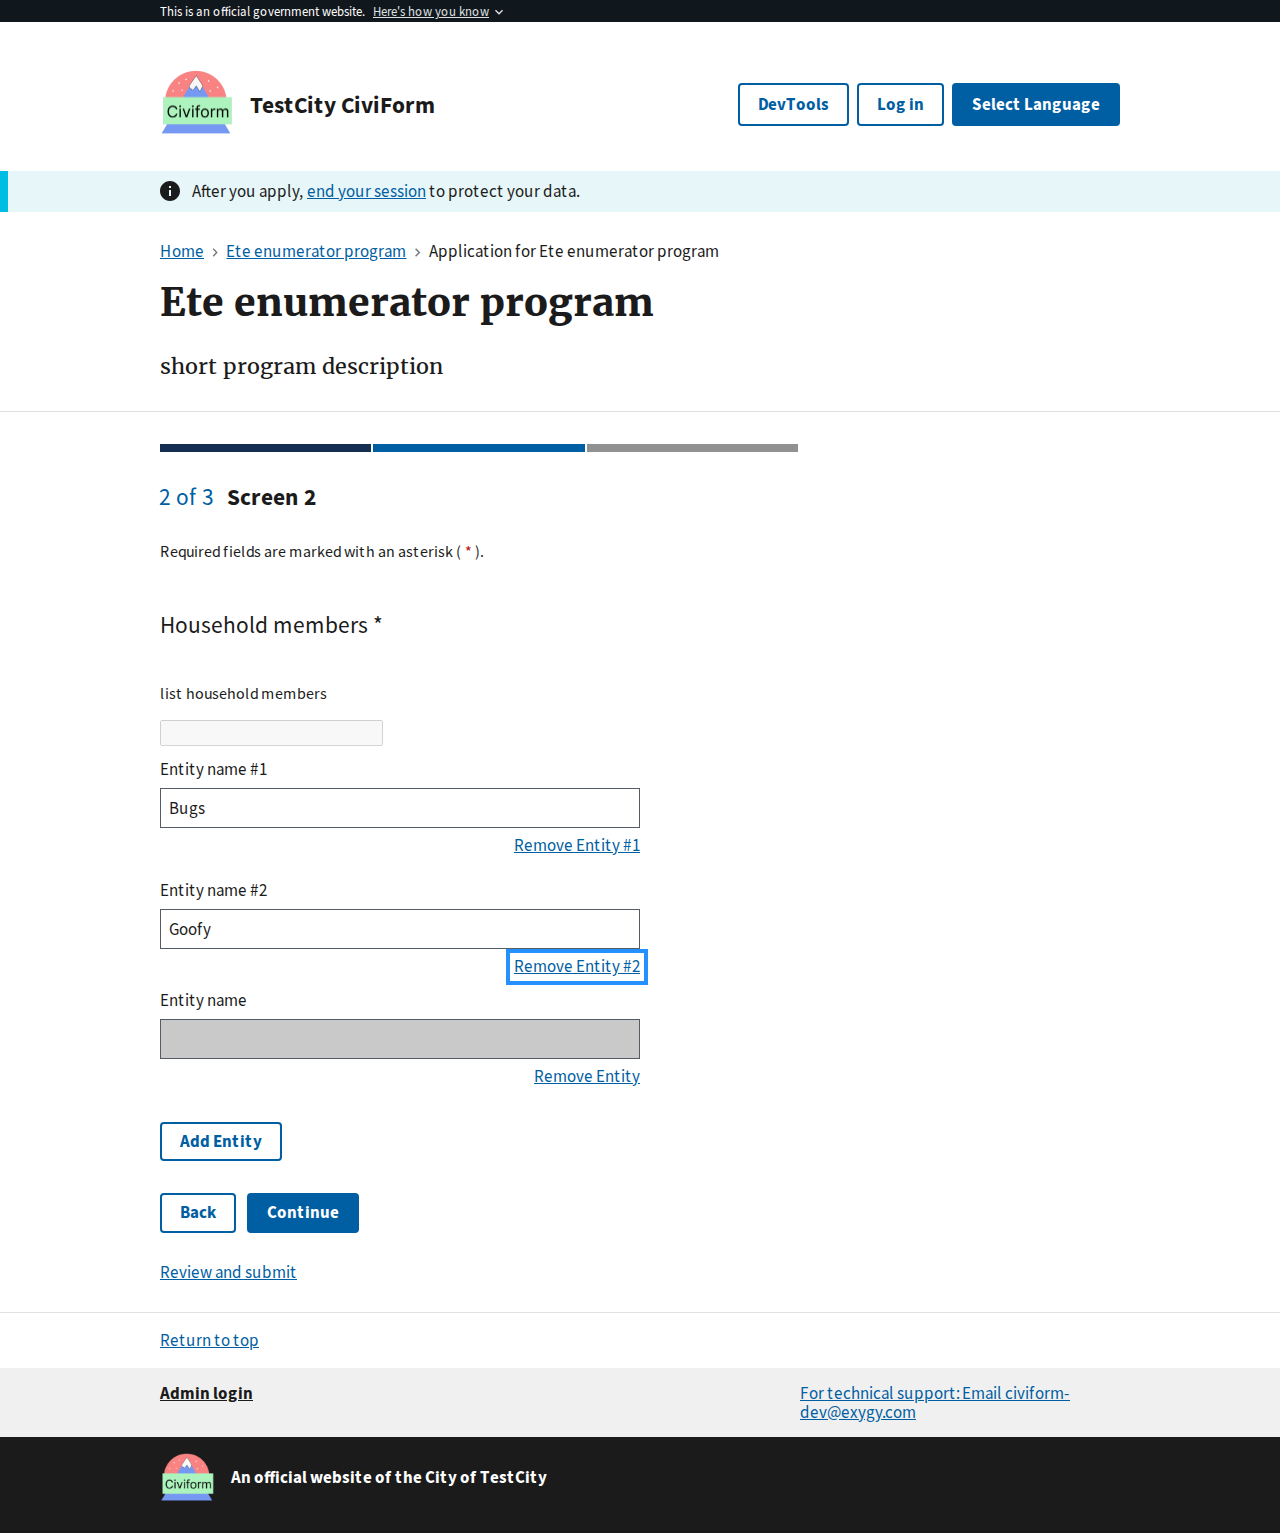 This is an official government website. Here's how you know
Civiform
TestCity CiviForm
DevTools
Log in
Select Language
After you apply, end your session to protect your data.
Home > Ete enumerator program > Application for Ete enumerator program
Ete enumerator program
short program description
2 of 3 Screen 2
Required fields are marked with an asterisk ( * ).
Household members *
list household members
Entity name #1
Bugs
Remove Entity #1
Entity name #2
Goofy
Remove Entity #2
Entity name
Remove Entity
Add Entity
Back
Continue
Review and submit
Return to top
Admin login
For technical support: Email civiform-
dev@exygy.com
Civiform
An official website of the City of TestCity